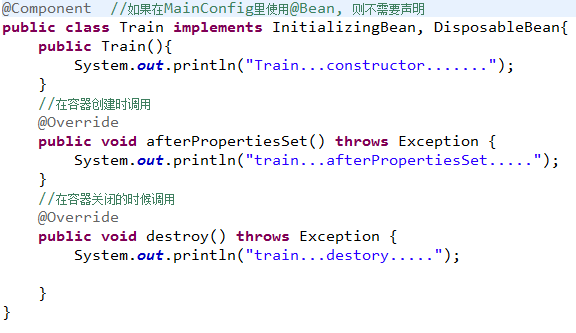 @Component  //如果在MainConfig里使用@Bean, 则不需要声明
public class Train implements InitializingBean, DisposableBean{
    public Train(){
        System.out.println("Train...constructor.......");
    }
    //在容器创建时调用
    @Override
    public void afterPropertiesSet() throws Exception {
        System.out.println("train...afterPropertiesSet.....");
    }
    //在容器关闭的时候调用
    @Override
    public void destroy() throws Exception {
        System.out.println("train...destory.....");
    }
}